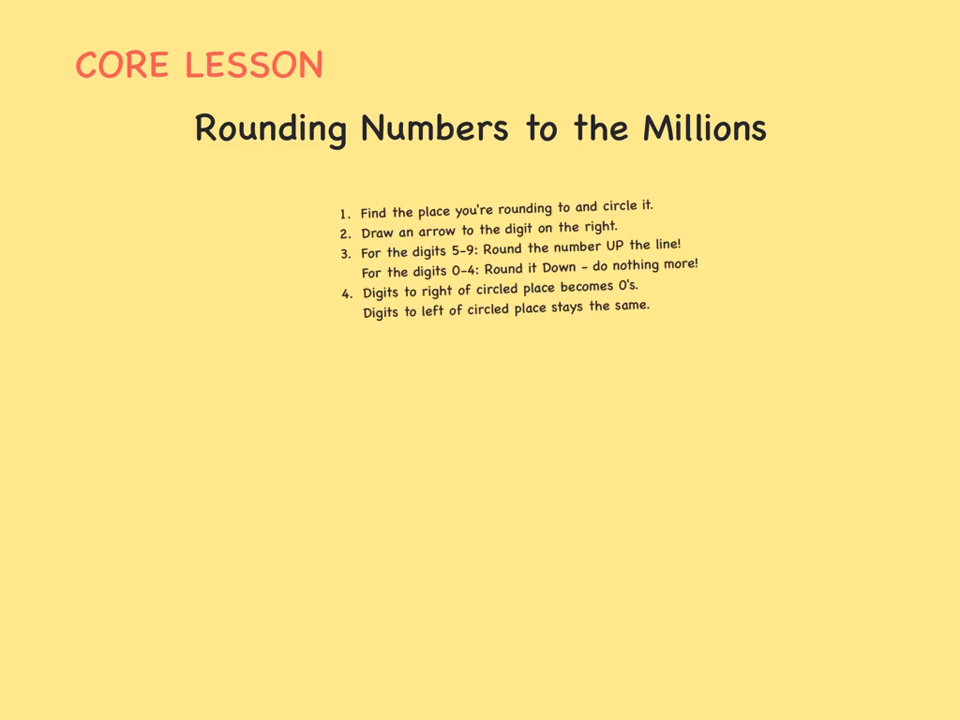 CORE LESSON
Rounding Numbers to the Millions
1. Find the place you're rounding to and circle it.
2. Draw an arrow to the digit on the right.
3. For the digits 5-9: Round the number UP the line!
For the digits 0-4: Round it Down - do nothing more!
4. Digits to right of circled place becomes 0's.
Digits to left of circled place stays the same.